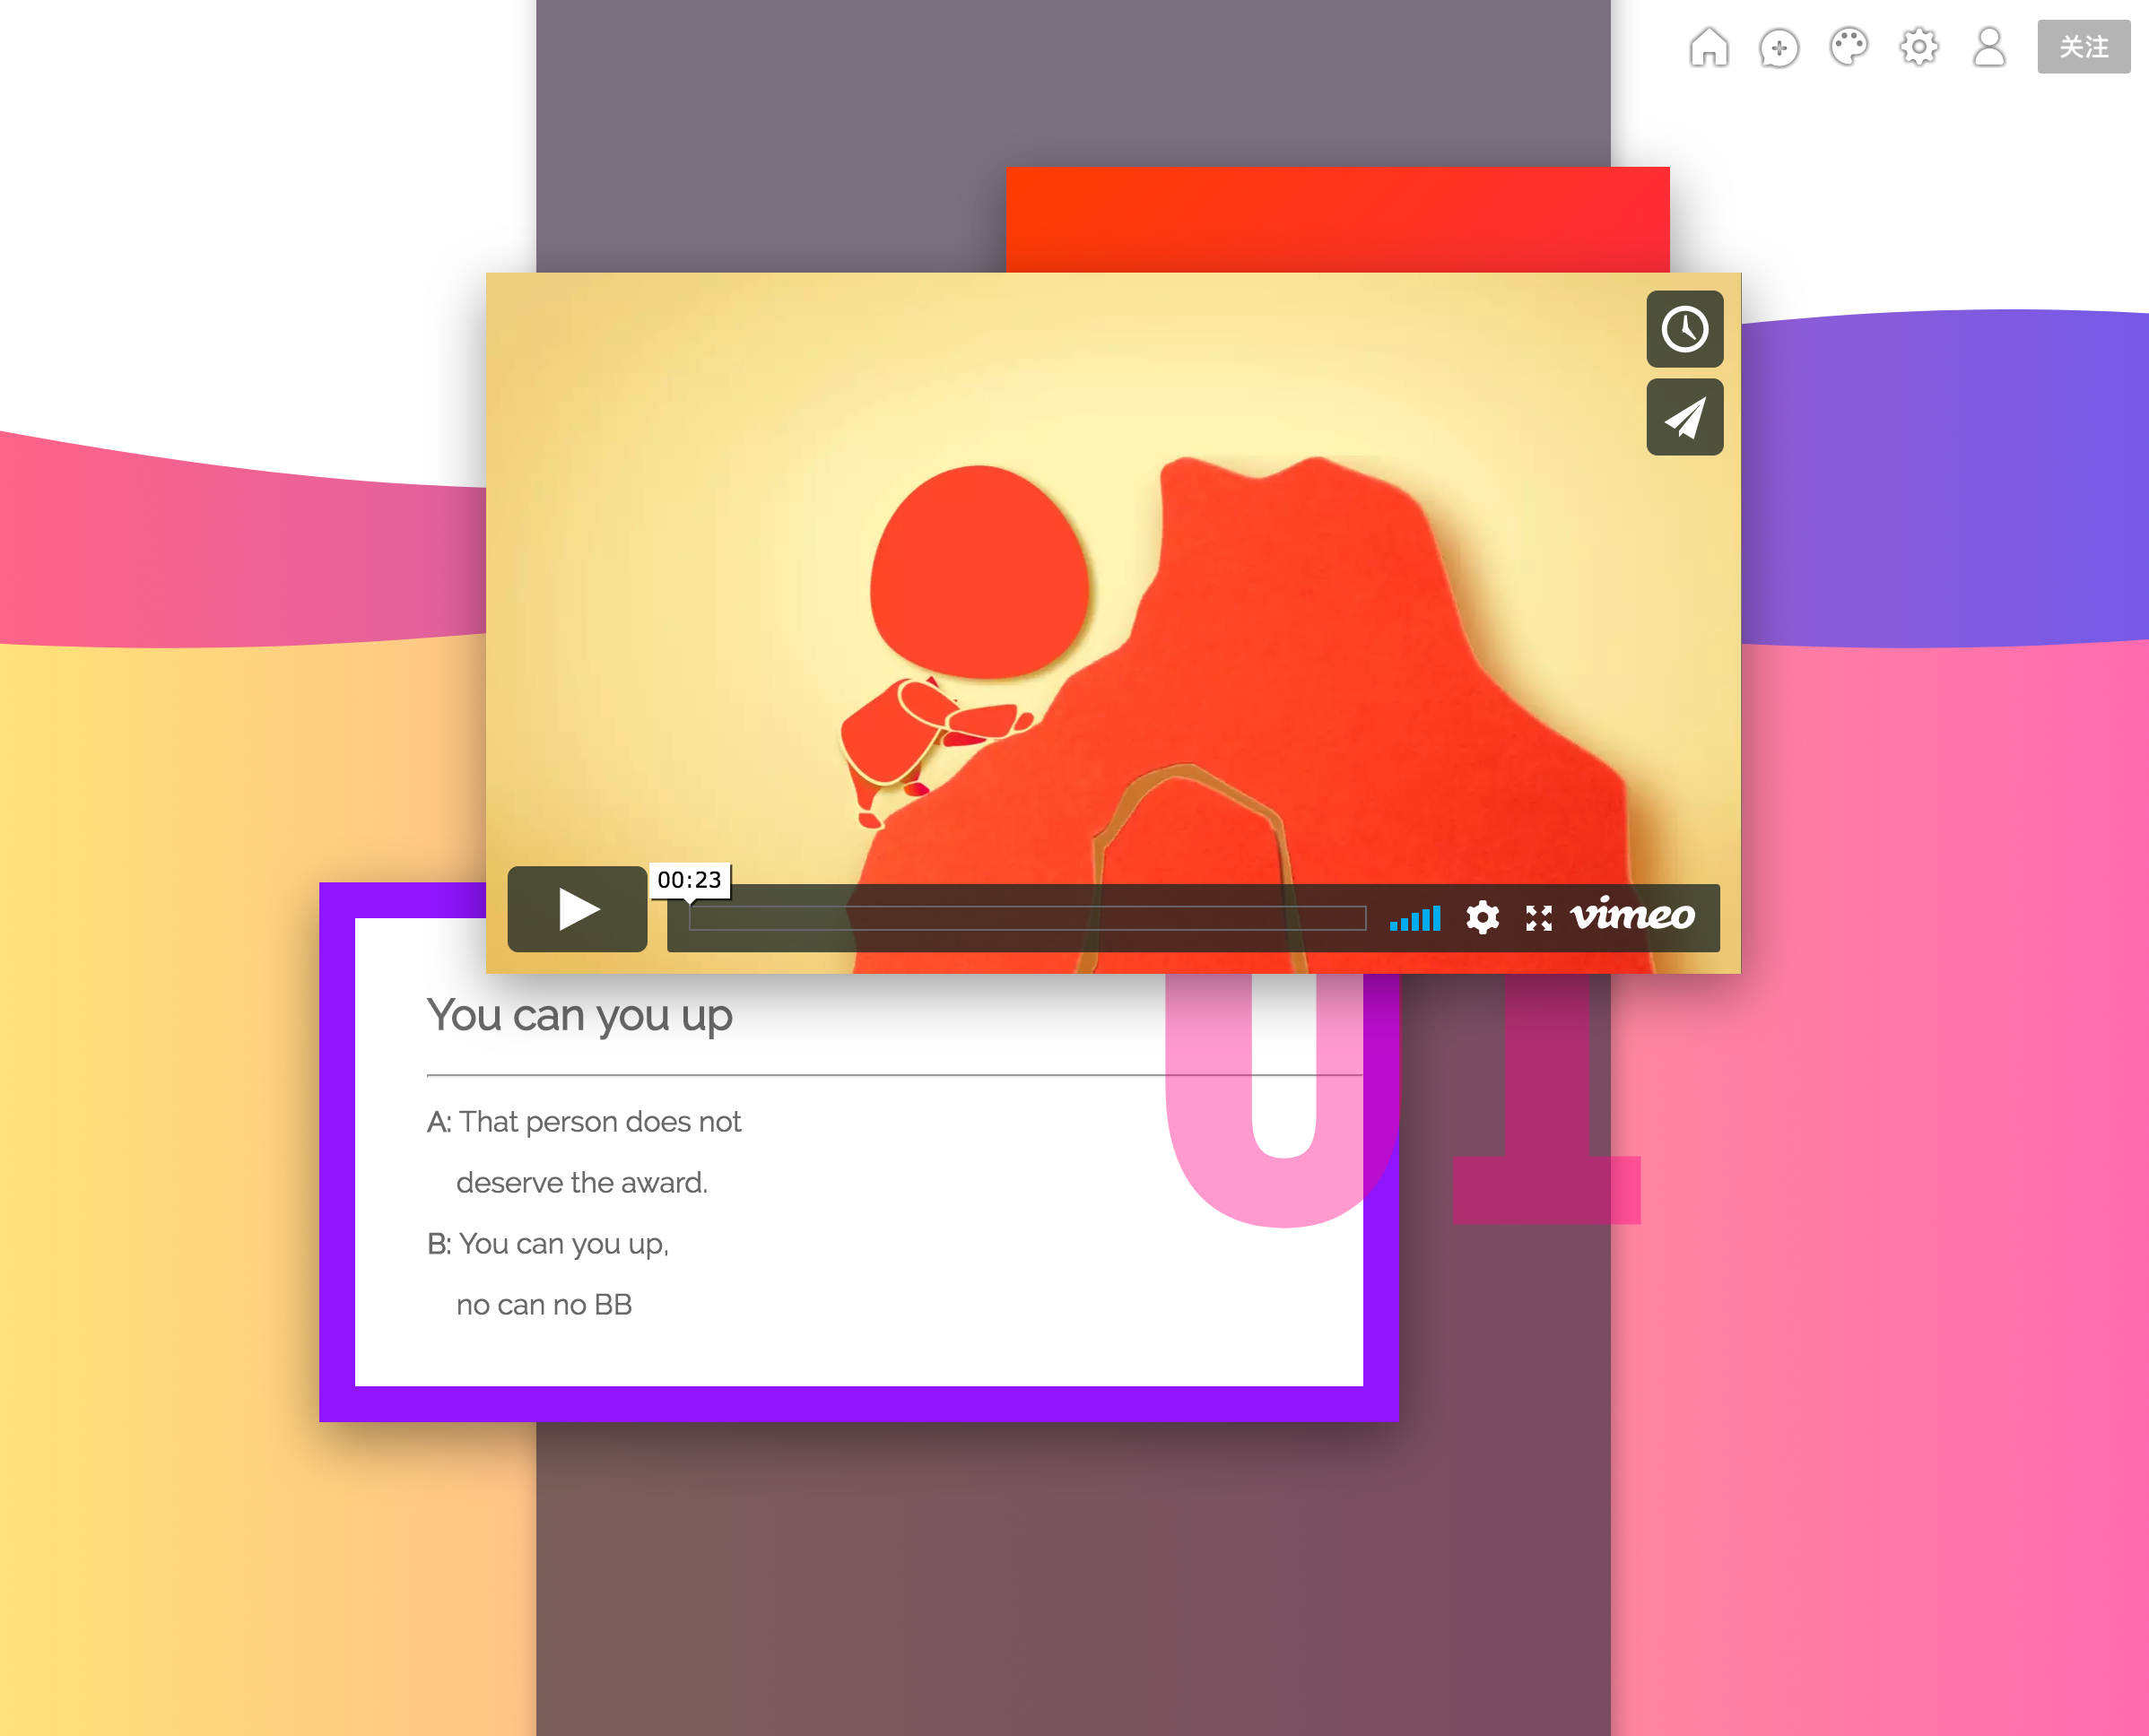 关注
00:23
vimeo
01
You can you up
A: That person does not
deserve the award.
B: You can you up,
no can no BB